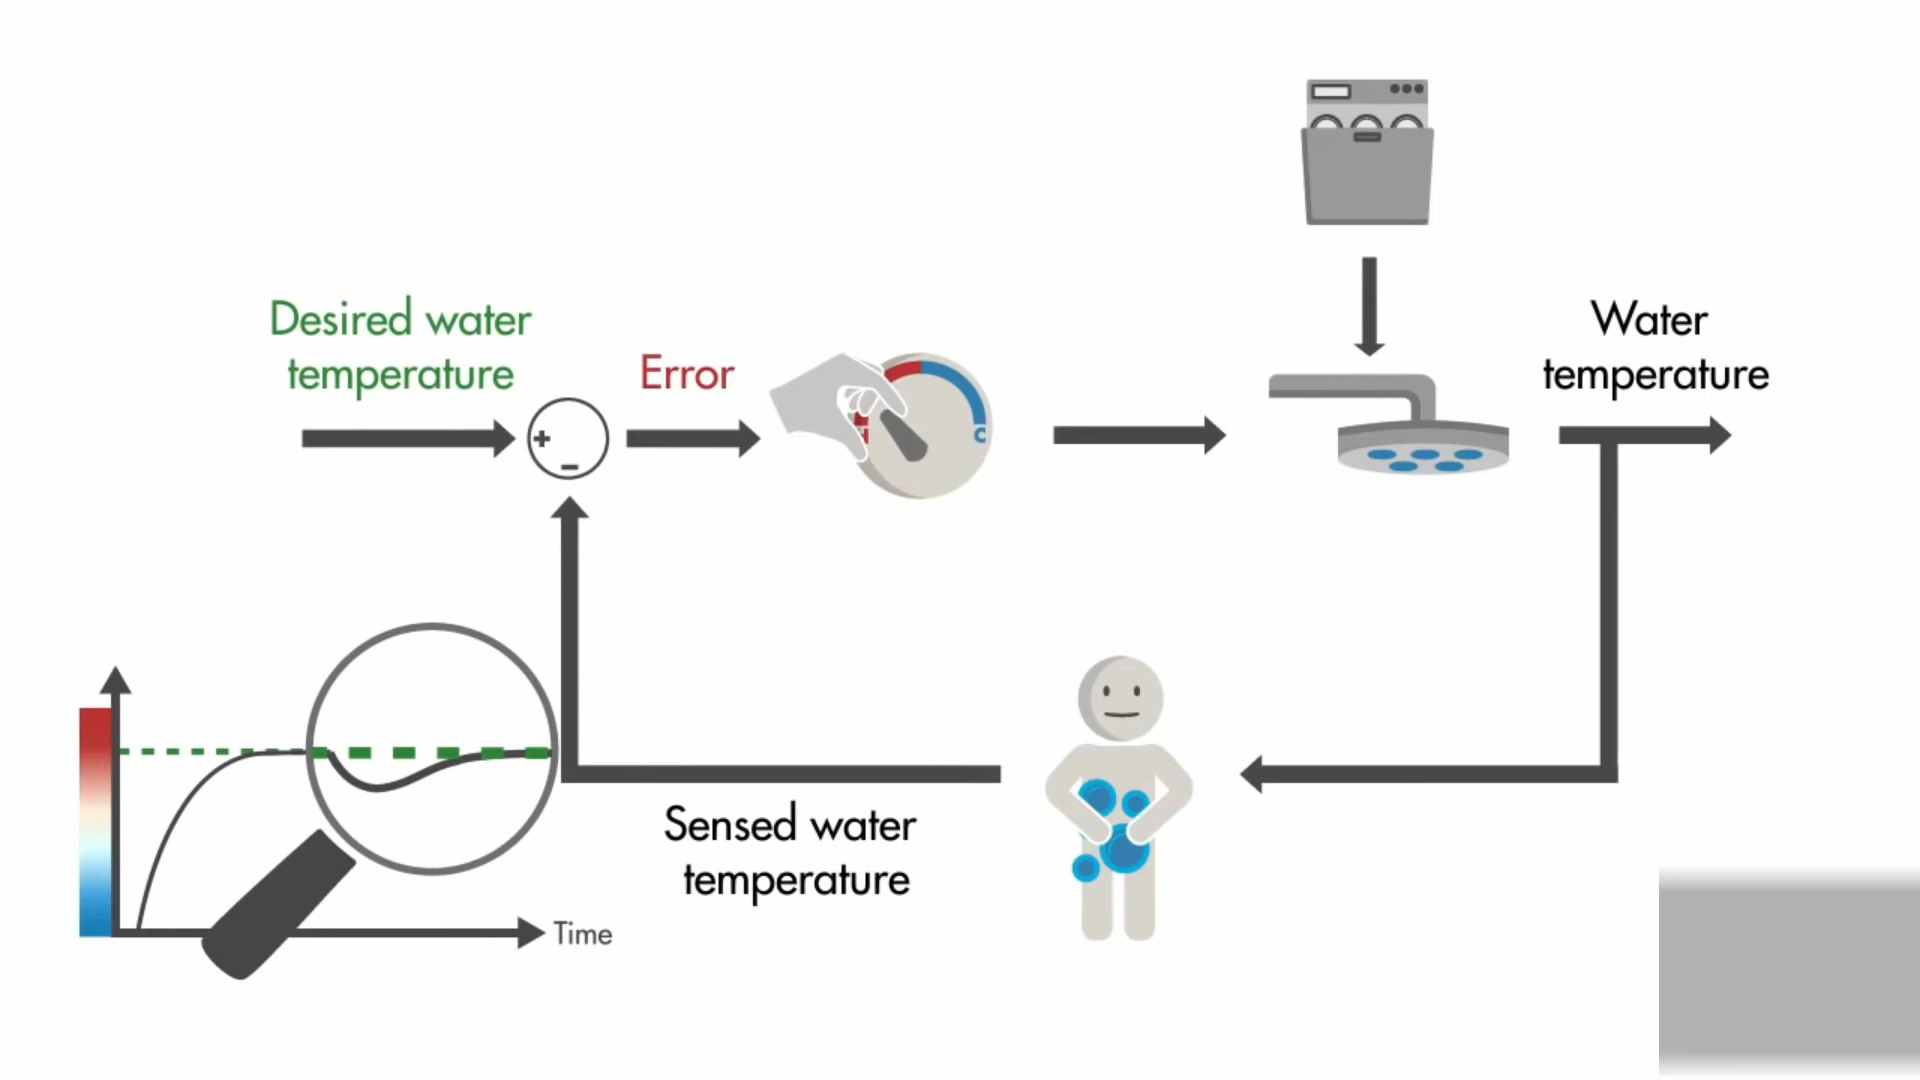 Desired water
temperature
Error
H
C
Water
temperature
+
-
Sensed water
temperature
Time